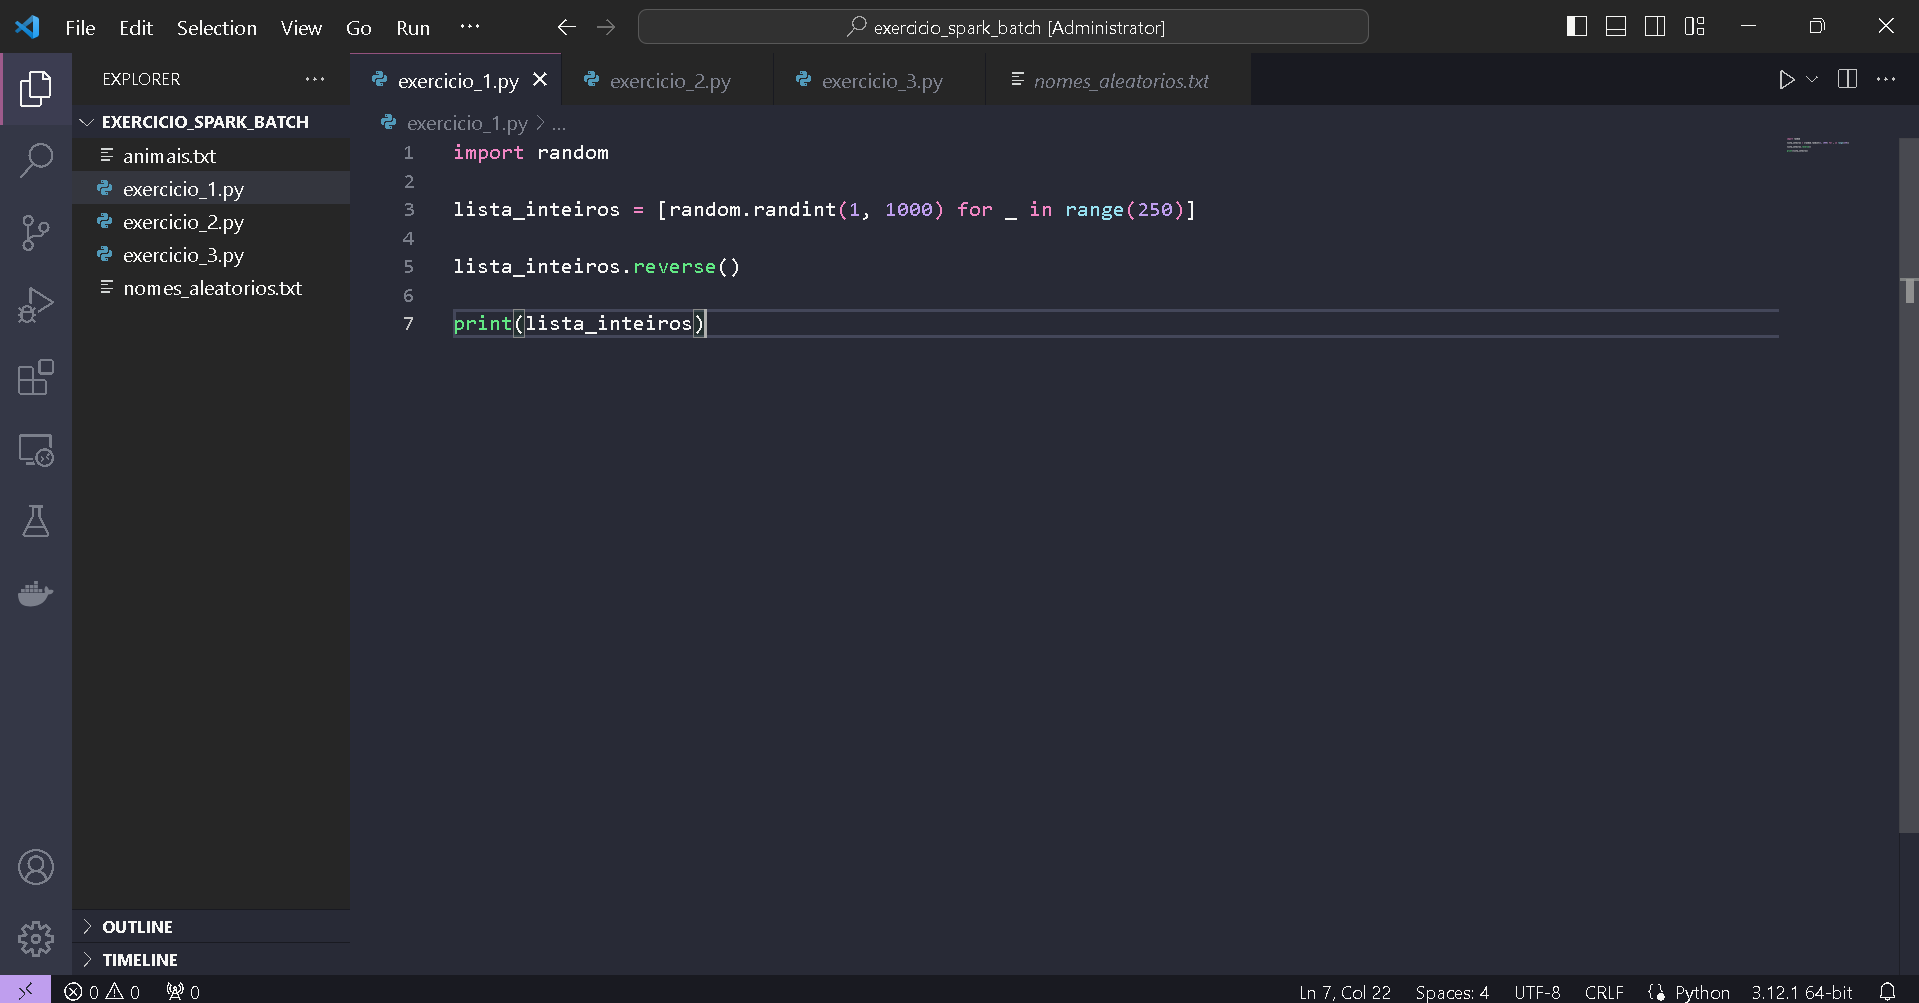 File Edit Selection View Go Run ···
exercicio_spark_batch [Administrator]
EXPLORER ···
exercicio_1.py exercicio_2.py exercicio_3.py nomes_aleatorios.txt
EXERCICIO_SPARK_BATCH
animais.txt
exercicio_1.py
exercicio_2.py
exercicio_3.py
nomes_aleatorios.txt
OUTLINE
TIMELINE
exercicio_1.py > ...
1 import random
2
3 lista_inteiros = [random.randint(1, 1000) for _ in range(250)]
4
5 lista_inteiros.reverse()
6
7 print(lista_inteiros)
0 0 0 Ln 7, Col 22 Spaces: 4 UTF-8 CRLF Python 3.12.1 64-bit